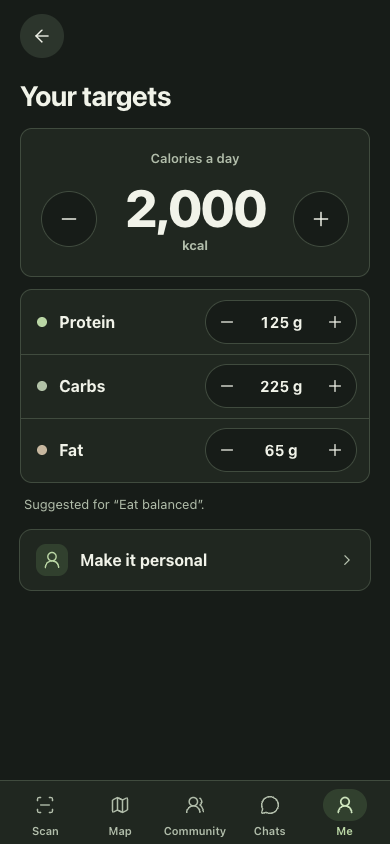 Your targets
Calories a day
2,000
kcal
Protein
125 g
Carbs
225 g
Fat
65 g
Suggested for “Eat balanced”.
Make it personal
Scan
Map
Community
Chats
Me